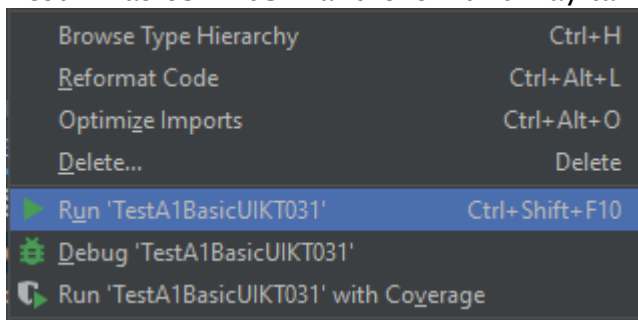 Browse Type Hierarchy Ctrl+H
Reformat Code Ctrl+Alt+L
Optimize Imports Ctrl+Alt+O
Delete... Delete
Run 'TestA1BasicUIKT031' Ctrl+Shift+F10
Debug 'TestA1BasicUIKT031'
Run 'TestA1BasicUIKT031' with Coverage